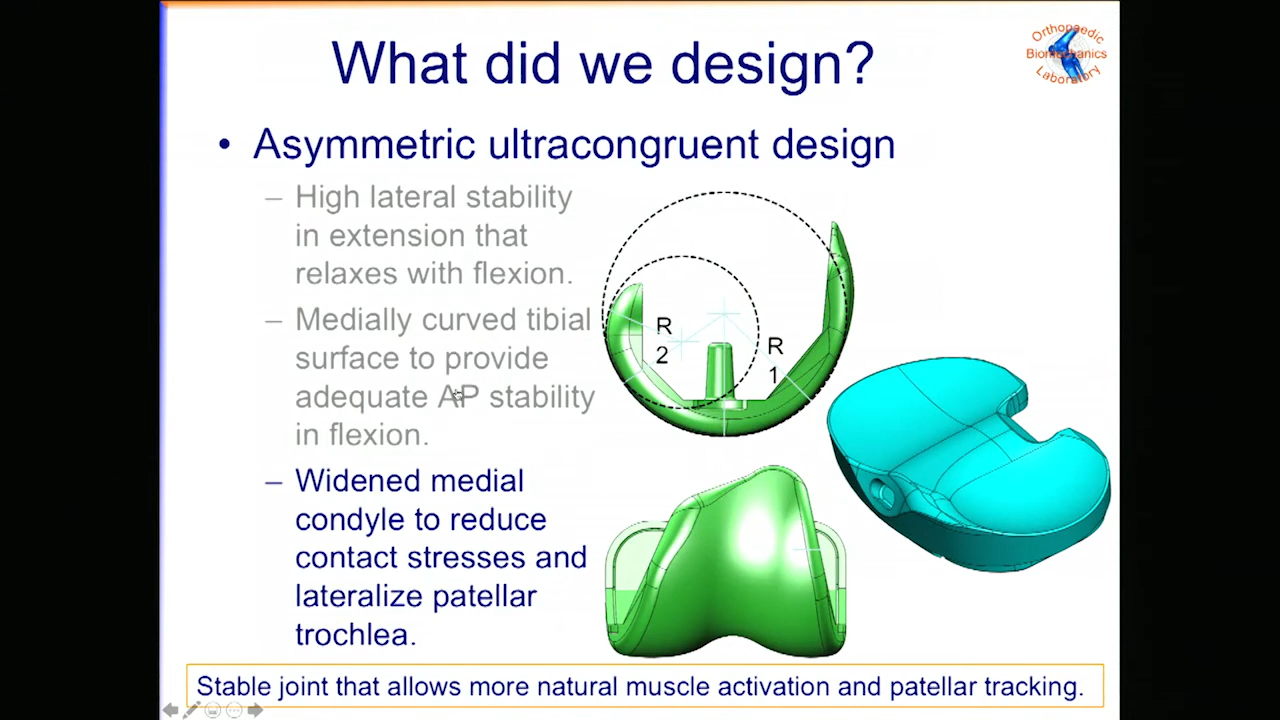 What did we design?
Orthopaedic
Biomechanics
Laboratory
• Asymmetric ultracongruent design
– High lateral stability
in extension that
relaxes with flexion.
– Medially curved tibial
surface to provide
adequate AP stability
in flexion.
– Widened medial
condyle to reduce
contact stresses and
lateralize patellar
trochlea.
R
2
R
1
Stable joint that allows more natural muscle activation and patellar tracking.